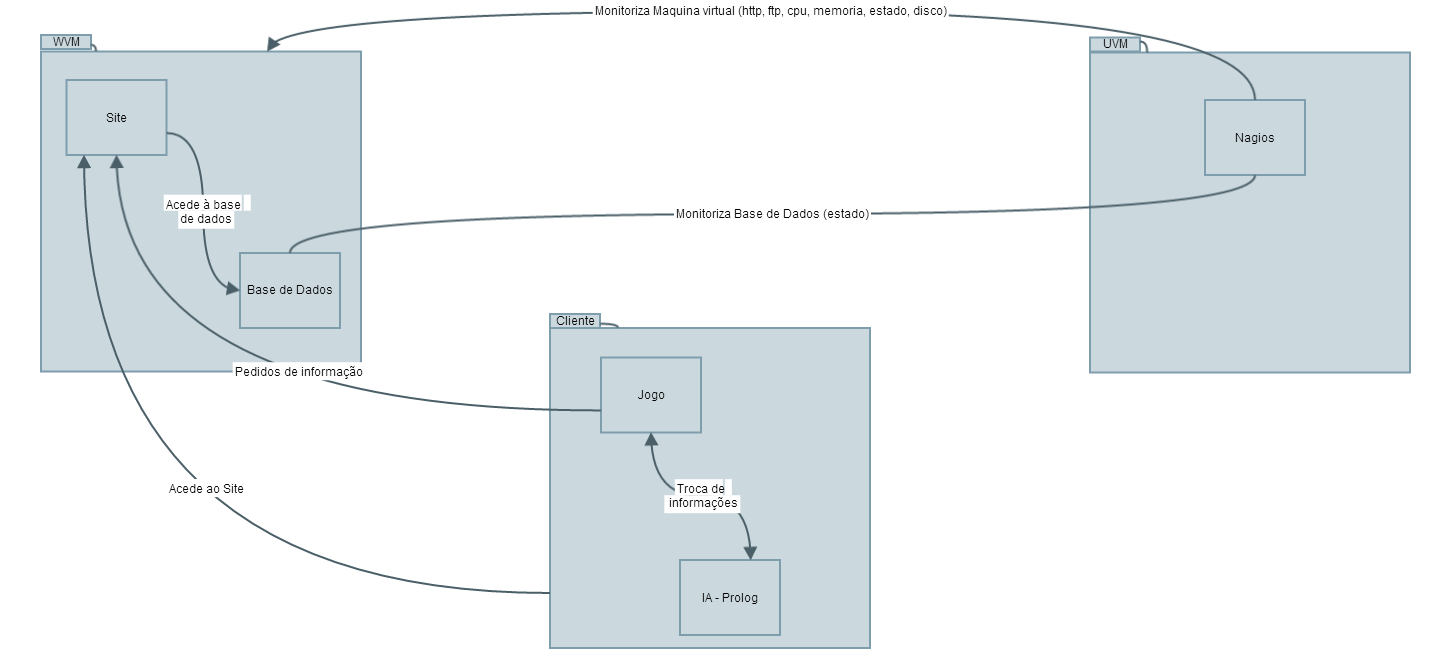 Monitoriza Maquina virtual (http, ftp, cpu, memoria, estado, disco)
WVM
UVM
Site
Nagios
Acede à base
de dados
Monitoriza Base de Dados (estado)
Base de Dados
Cliente
Pedidos de informação
Jogo
Acede ao Site
Troca de
informações
IA - Prolog